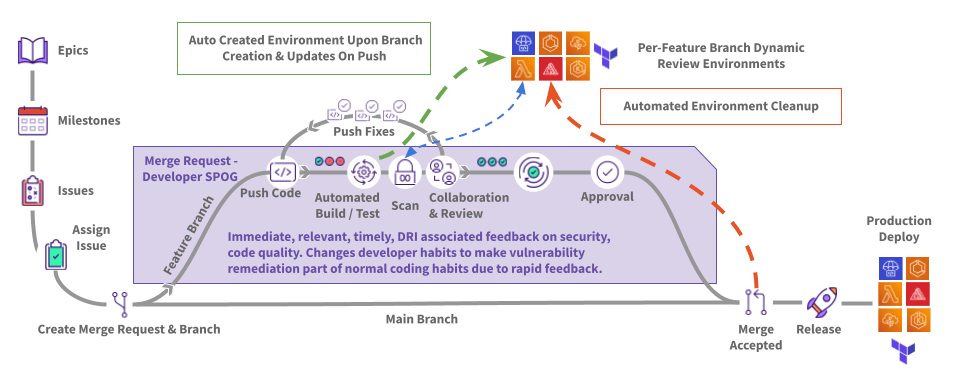 Epics
Milestones
Issues
Assign
Issue
Create Merge Request & Branch
Auto Created Environment Upon Branch
Creation & Updates On Push
Per-Feature Branch Dynamic
Review Environments
Automated Environment Cleanup
Push Fixes
Merge Request -
Developer SPOG
Push Code
Automated
Build / Test
Scan
Collaboration
& Review
Approval
Feature Branch
Immediate, relevant, timely, DRI associated feedback on security,
code quality. Changes developer habits to make vulnerability
remediation part of normal coding habits due to rapid feedback.
Main Branch
Merge
Accepted
Release
Production
Deploy